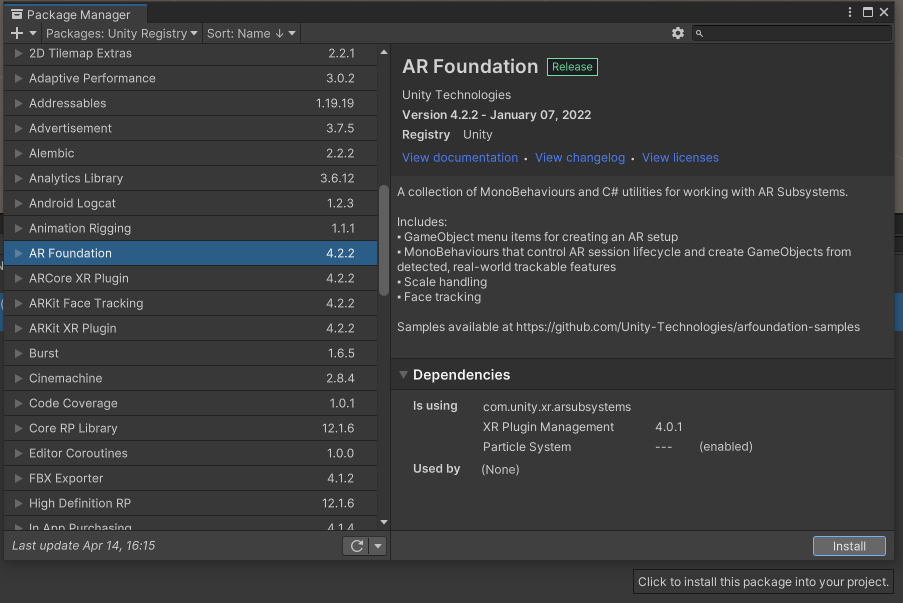 Package Manager
Packages: Unity Registry Sort: Name ↓
2D Tilemap Extras 2.2.1
Adaptive Performance 3.0.2
Addressables 1.19.19
Advertisement 3.7.5
Alembic 2.2.2
Analytics Library 3.6.12
Android Logcat 1.2.3
Animation Rigging 1.1.1
AR Foundation 4.2.2
ARCore XR Plugin 4.2.2
ARKit Face Tracking 4.2.2
ARKit XR Plugin 4.2.2
Burst 1.6.5
Cinemachine 2.8.4
Code Coverage 1.0.1
Core RP Library 12.1.6
Editor Coroutines 1.0.0
FBX Exporter 4.1.2
High Definition RP 12.1.6
In App Purchasing 4.1.4
Last update Apr 14, 16:15
AR Foundation Release
Unity Technologies
Version 4.2.2 - January 07, 2022
Registry Unity
View documentation • View changelog • View licenses
A collection of MonoBehaviours and C# utilities for working with AR Subsystems.
Includes:
• GameObject menu items for creating an AR setup
• MonoBehaviours that control AR session lifecycle and create GameObjects from
detected, real-world trackable features
• Scale handling
• Face tracking
Samples available at https://github.com/Unity-Technologies/arfoundation-samples
Dependencies
Is using com.unity.xr.arsubsystems
XR Plugin Management 4.0.1
Particle System --- (enabled)
Used by (None)
Install
Click to install this package into your project.